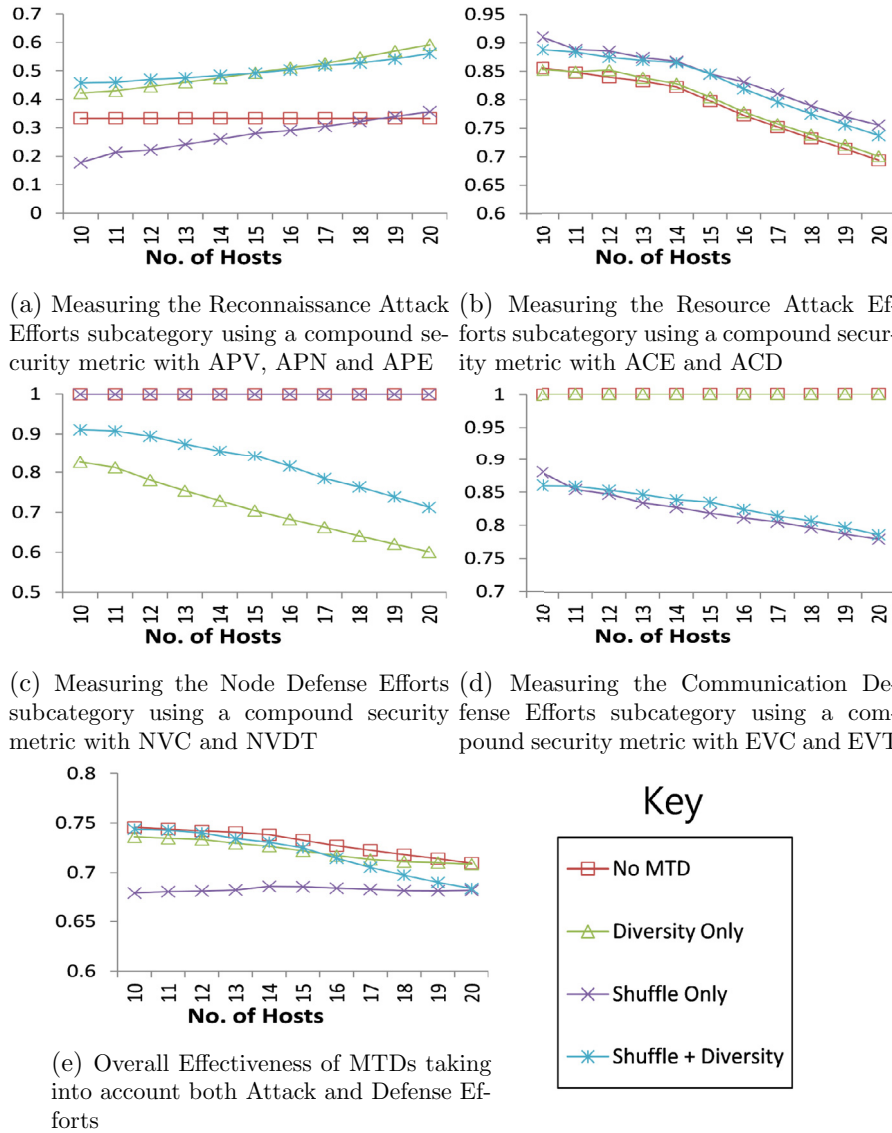 0.7
0.6
0.5
0.4
0.3
0.2
0.1
0
10 11 12 13 14 15 16 17 18 19 20
No. of Hosts
0.95
0.9
0.85
0.8
0.75
0.7
0.65
0.6
10 11 12 13 14 15 16 17 18 19 20
No. of Hosts
(a) Measuring the Reconnaissance Attack
Efforts subcategory using a compound se-
curity metric with APV, APN and APE
(b) Measuring the Resource Attack Ef-
forts subcategory using a compound secur-
ity metric with ACE and ACD
1
0.9
0.8
0.7
0.6
0.5
10 11 12 13 14 15 16 17 18 19 20
No. of Hosts
1
0.95
0.9
0.85
0.8
0.75
0.7
10 11 12 13 14 15 16 17 18 19 20
No. of Hosts
(c) Measuring the Node Defense Efforts
subcategory using a compound security
metric with NVC and NVDT
(d) Measuring the Communication De-
fense Efforts subcategory using a com-
pound security metric with EVC and EVT
0.8
0.75
0.7
0.65
0.6
10 11 12 13 14 15 16 17 18 19 20
No. of Hosts
(e) Overall Effectiveness of MTDs taking
into account both Attack and Defense Ef-
forts
Key
No MTD
Diversity Only
Shuffle Only
Shuffle + Diversity